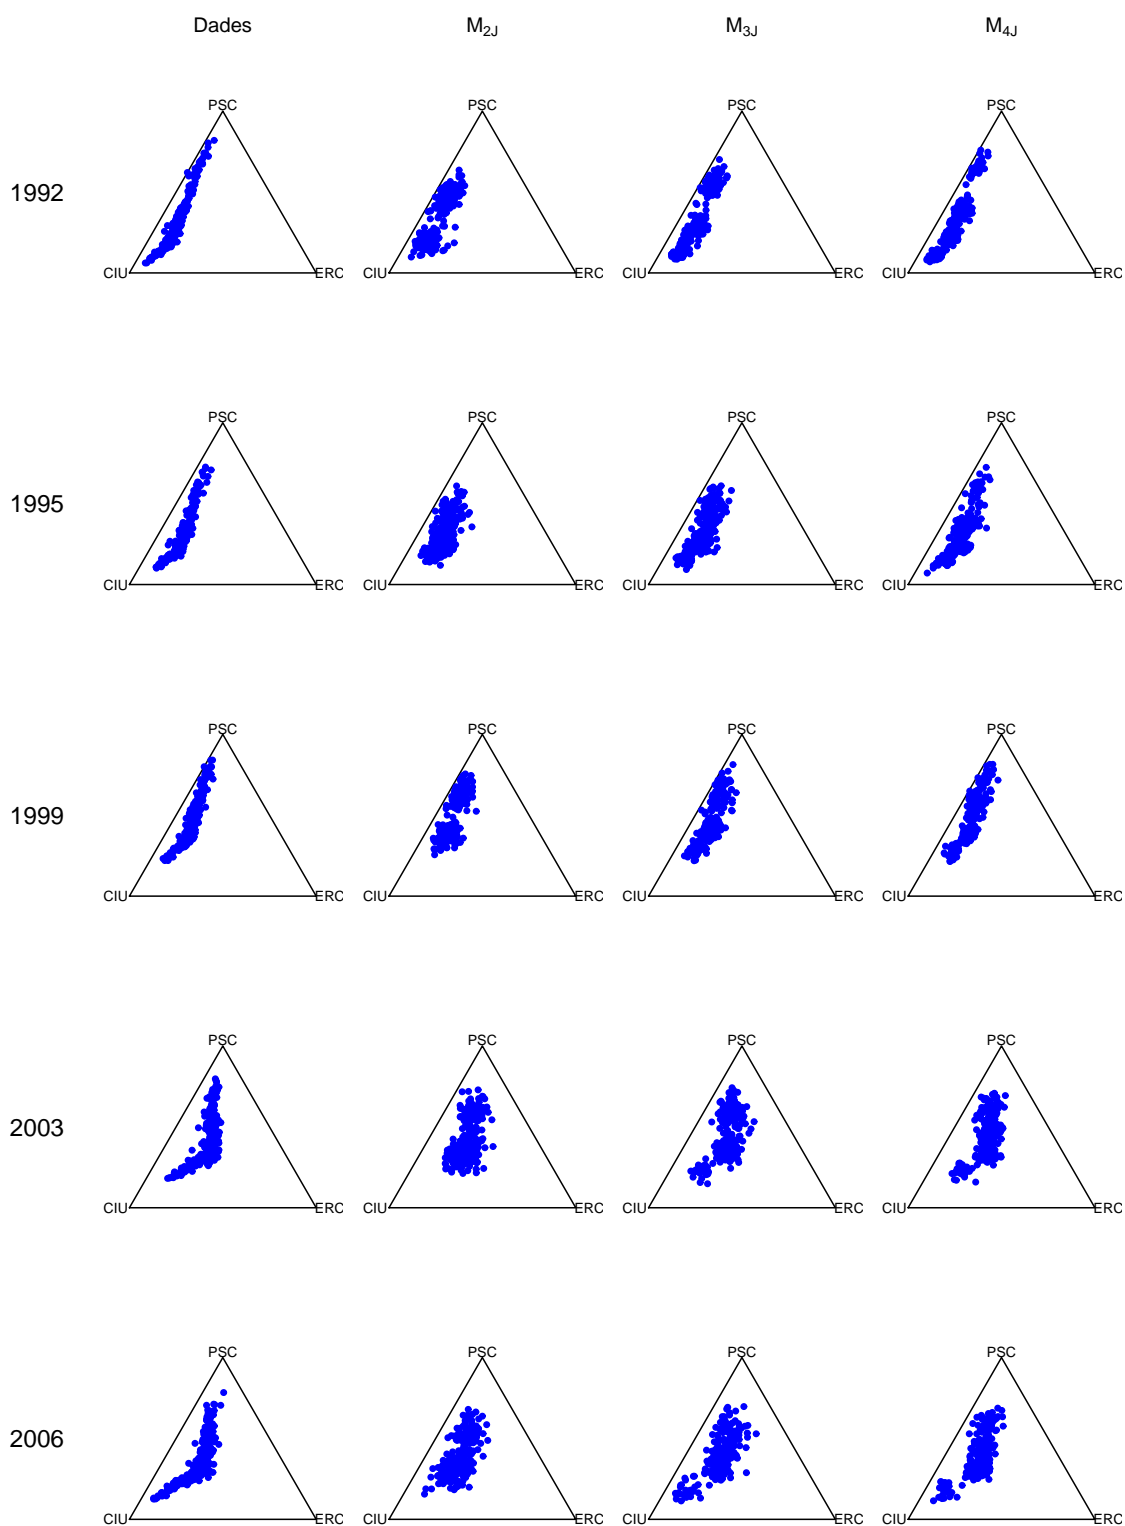 Dades M2J M3J M4J
PSC PSC PSC PSC
1992
CIU ERC CIU ERC CIU ERC CIU ERC
PSC PSC PSC PSC
1995
CIU ERC CIU ERC CIU ERC CIU ERC
PSC PSC PSC PSC
1999
CIU ERC CIU ERC CIU ERC CIU ERC
PSC PSC PSC PSC
2003
CIU ERC CIU ERC CIU ERC CIU ERC
PSC PSC PSC PSC
2006
CIU ERC CIU ERC CIU ERC CIU ERC